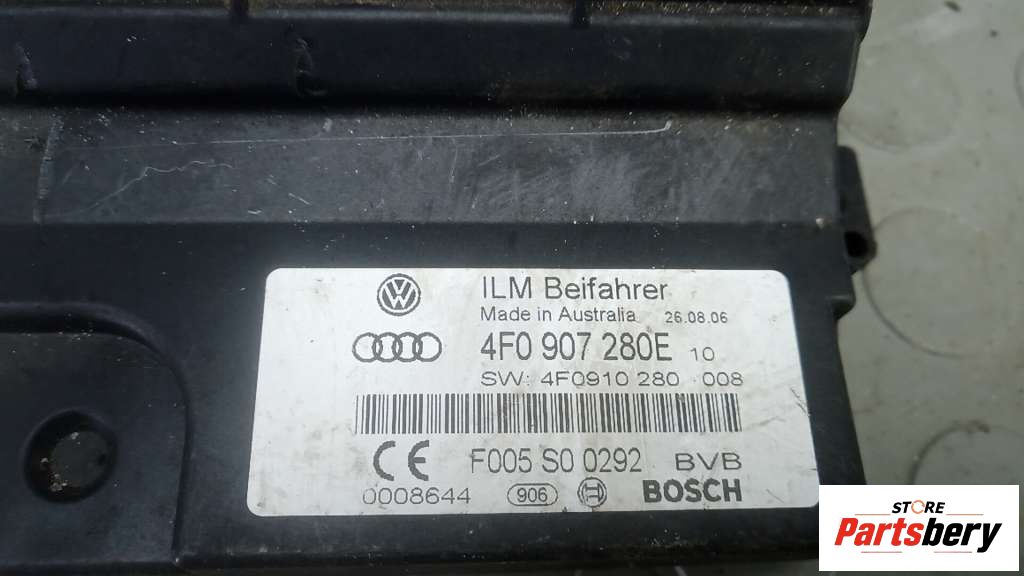 ILM Beifahrer
Made in Australia 26.08.06
4F0 907 280E 10
SW: 4F0910 280 008
CE F005 S0 0292 BVB
0008644 906 BOSCH
STORE
Partsbery